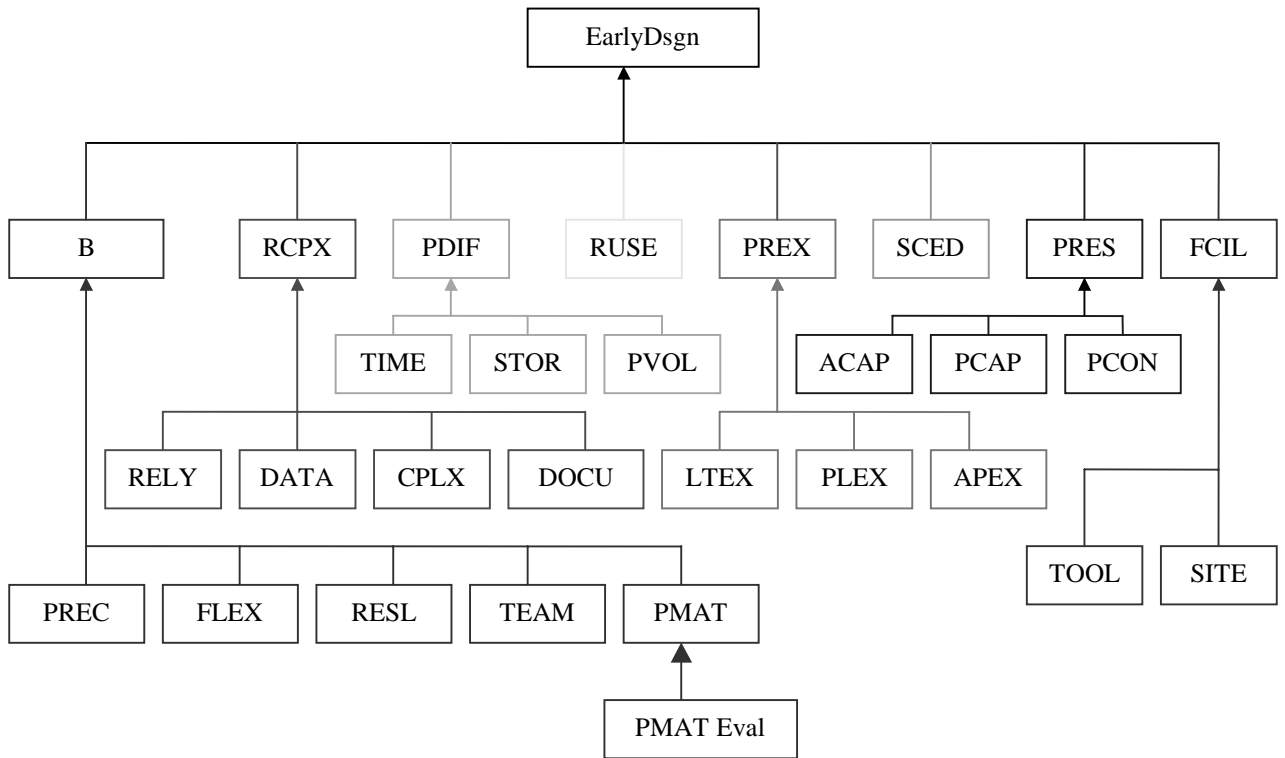 EarlyDsgn
B RCPX PDIF RUSE PREX SCED PRES FCIL
TIME STOR PVOL ACAP PCAP PCON
RELY DATA CPLX DOCU LTEX PLEX APEX
TOOL SITE
PREC FLEX RESL TEAM PMAT
PMAT Eval